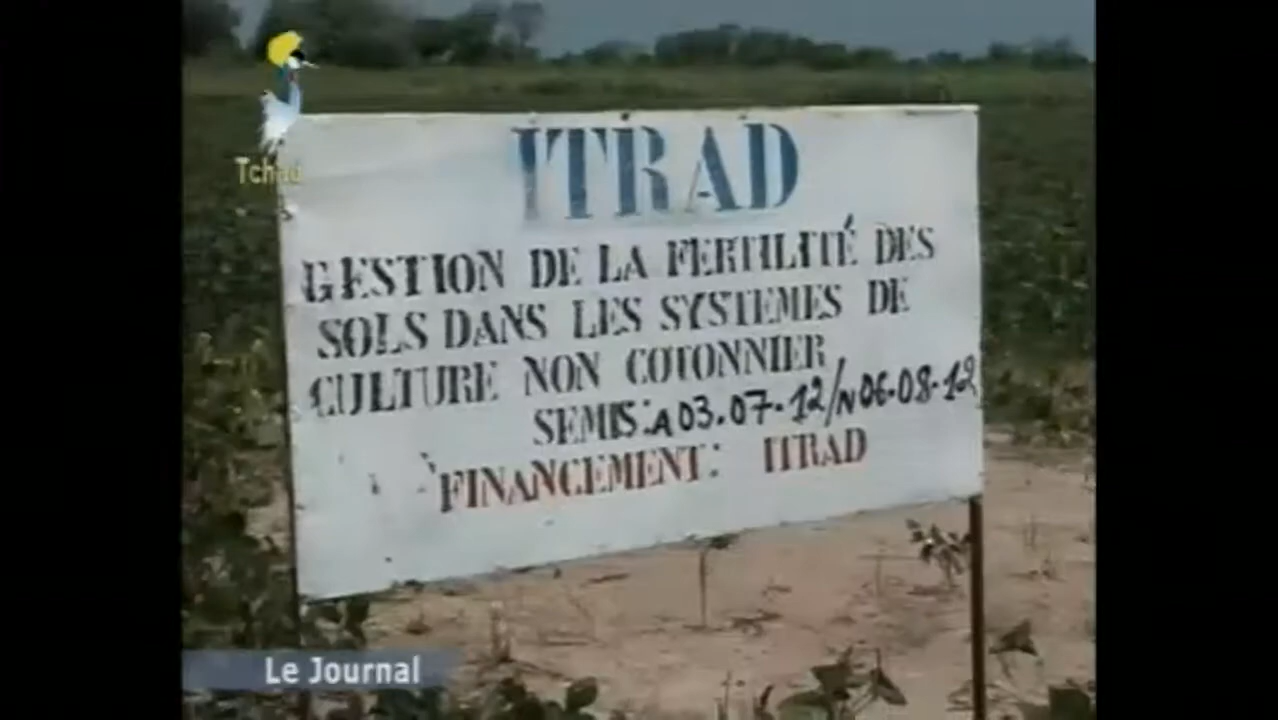 Tchad
ITRAD
GESTION DE LA FERTILITÉ DES
SOLS DANS LES SYSTEMES DE
CULTURE NON COTONNIER
SEMIS: A 03.07-12/N06-08-12
FINANCEMENT: ITRAD
Le Journal